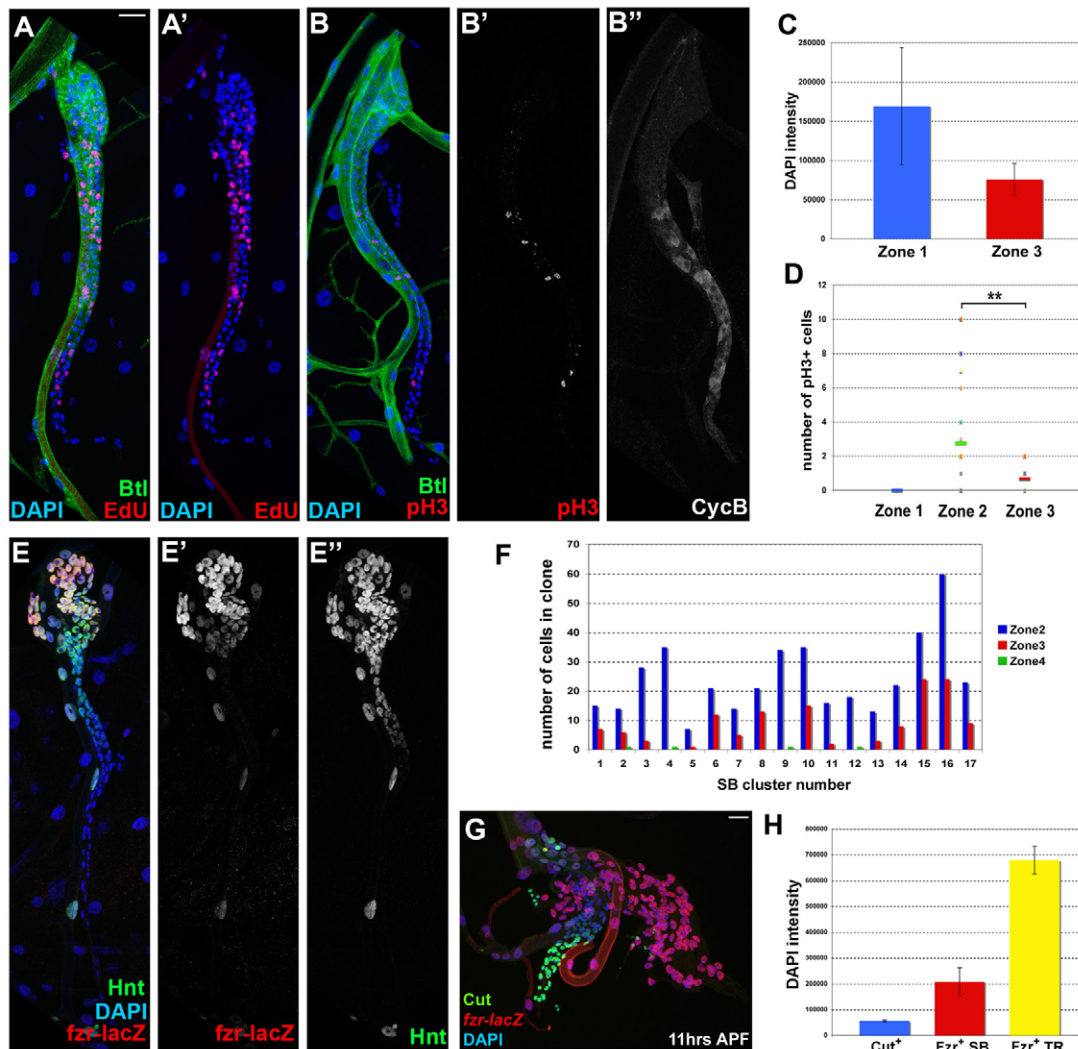 A
A'
B
B'
B"
DAPI
Btl
EdU
EdU
DAPI
Btl
pH3
pH3
CycB
C
DAPI intensity
250000
200000
150000
100000
50000
0
Zone 1
Zone 3
D
number of pH3+ cells
12
10
8
6
4
2
0
**
Zone 1
Zone 2
Zone 3
E
E'
E"
Hnt
DAPI
fzr-lacZ
fzr-lacZ
Hnt
F
number of cells in clone
70
60
50
40
30
20
10
0
1 2 3 4 5 6 7 8 9 10 11 12 13 14 15 16 17
SB cluster number
Zone2
Zone3
Zone4
G
Cut
fzr-lacZ
DAPI
11hrs APF
H
DAPI intensity
800000
700000
600000
500000
400000
300000
200000
100000
0
Cut+
Fzr+ SB
Fzr+ TR